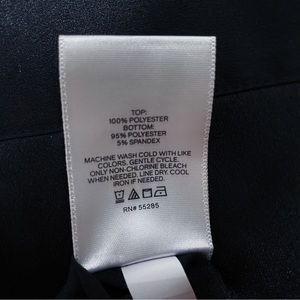 TOP:
100% POLYESTER
BOTTOM:
95% POLYESTER
5% SPANDEX
MACHINE WASH COLD WITH LIKE
COLORS. GENTLE CYCLE.
ONLY NON-CHLORINE BLEACH
WHEN NEEDED. LINE DRY. COOL
IRON IF NEEDED.
RN# 55285